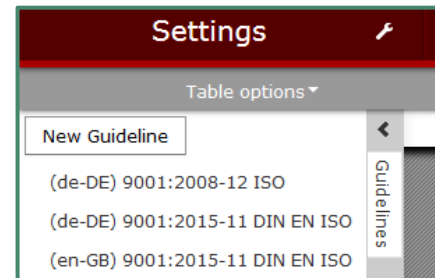 Settings
Table options
New Guideline
(de-DE) 9001:2008-12 ISO
(de-DE) 9001:2015-11 DIN EN ISO
(en-GB) 9001:2015-11 DIN EN ISO
Guidelines